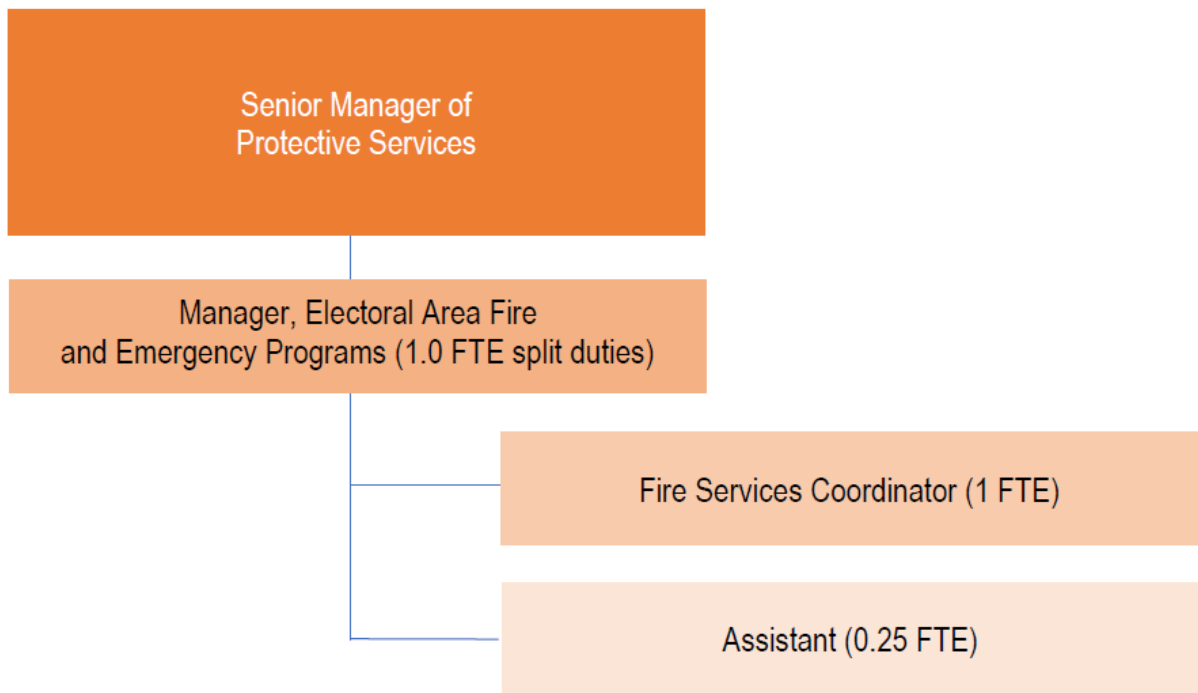 Senior Manager of
Protective Services
Manager, Electoral Area Fire
and Emergency Programs (1.0 FTE split duties)
Fire Services Coordinator (1 FTE)
Assistant (0.25 FTE)